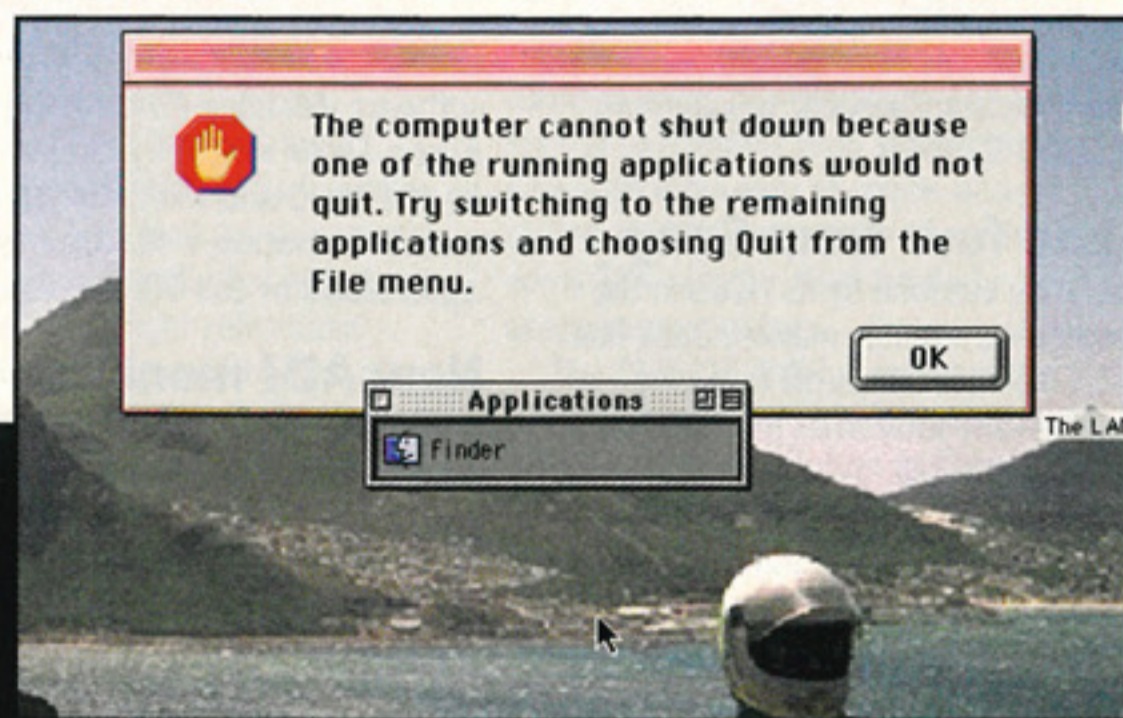 The computer cannot shut down because
one of the running applications would not
quit. Try switching to the remaining
applications and choosing Quit from the
File menu.
OK
Applications
Finder
The